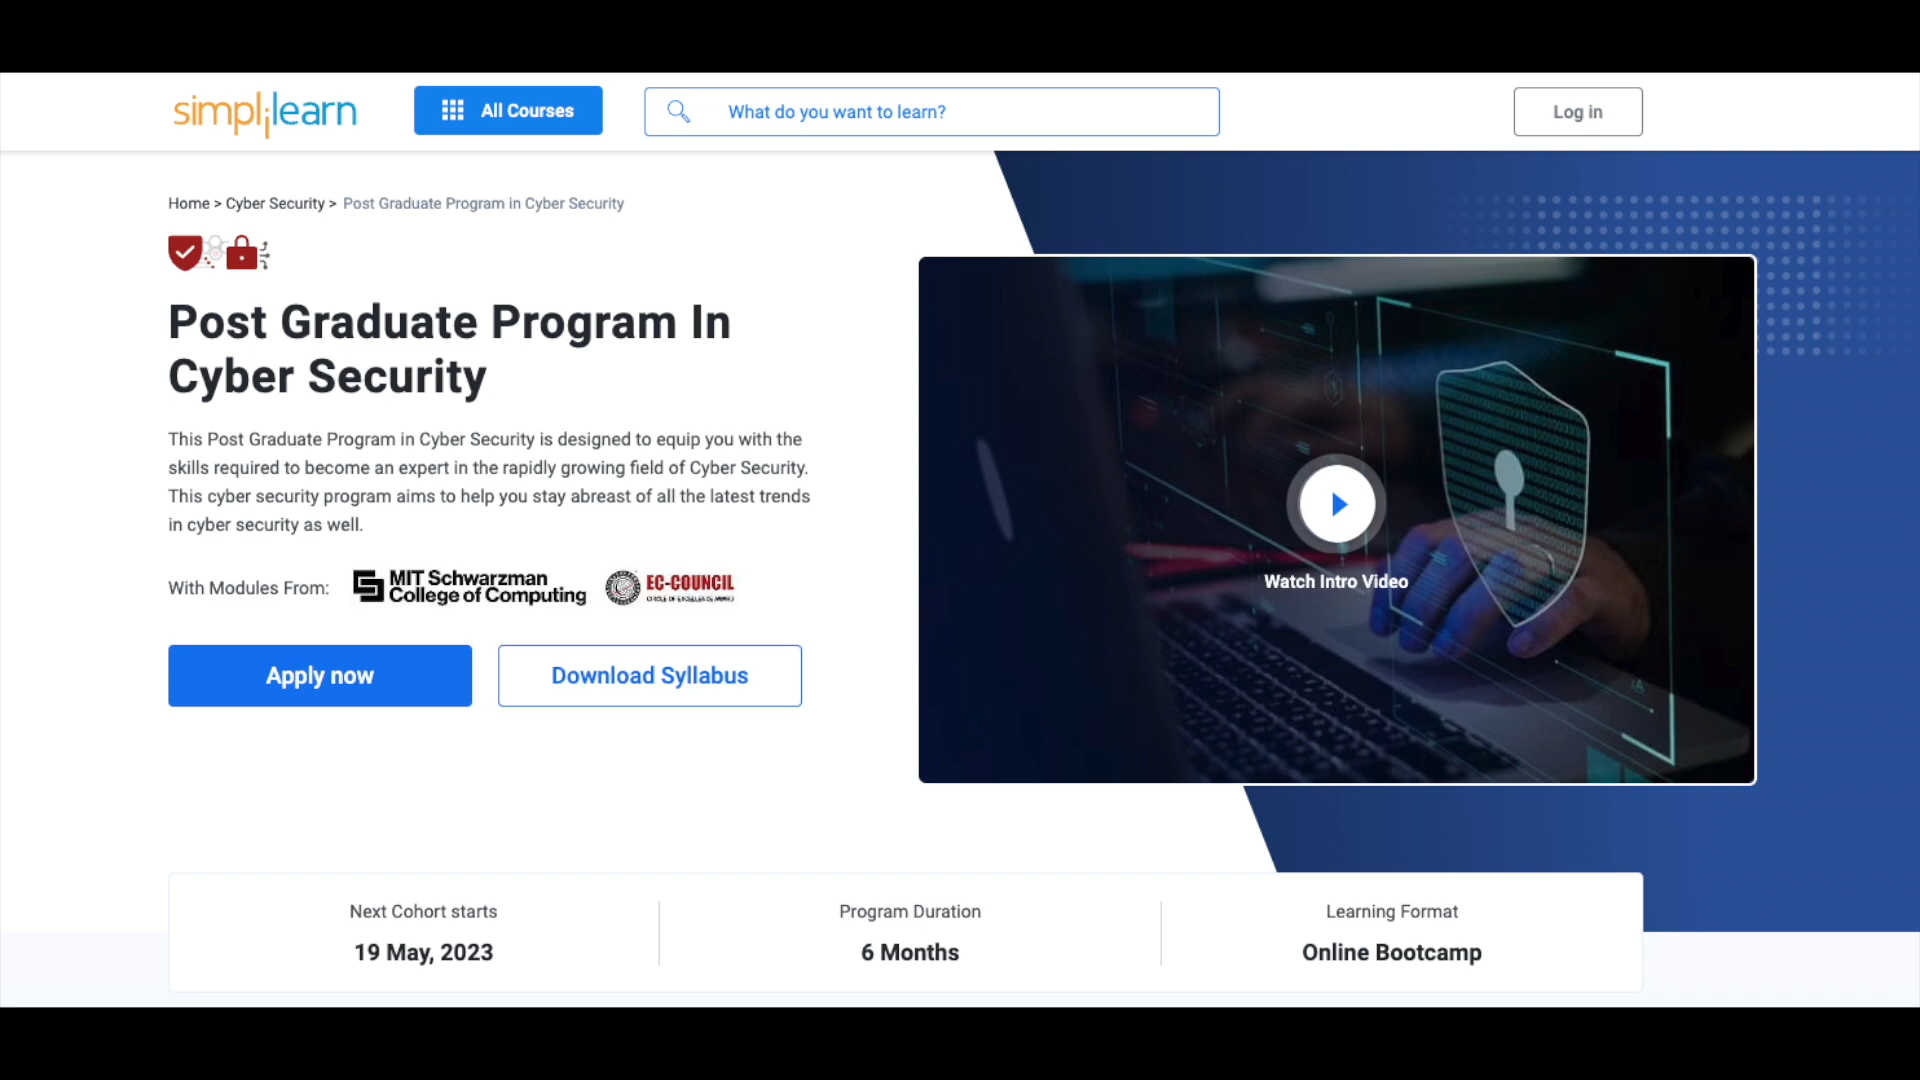 simplilearn
All Courses
What do you want to learn?
Log in
Home > Cyber Security > Post Graduate Program in Cyber Security
Post Graduate Program In
Cyber Security
This Post Graduate Program in Cyber Security is designed to equip you with the
skills required to become an expert in the rapidly growing field of Cyber Security.
This cyber security program aims to help you stay abreast of all the latest trends
in cyber security as well.
With Modules From:
MIT Schwarzman
College of Computing
EC-COUNCIL
Apply now
Download Syllabus
Watch Intro Video
Next Cohort starts
19 May, 2023
Program Duration
6 Months
Learning Format
Online Bootcamp